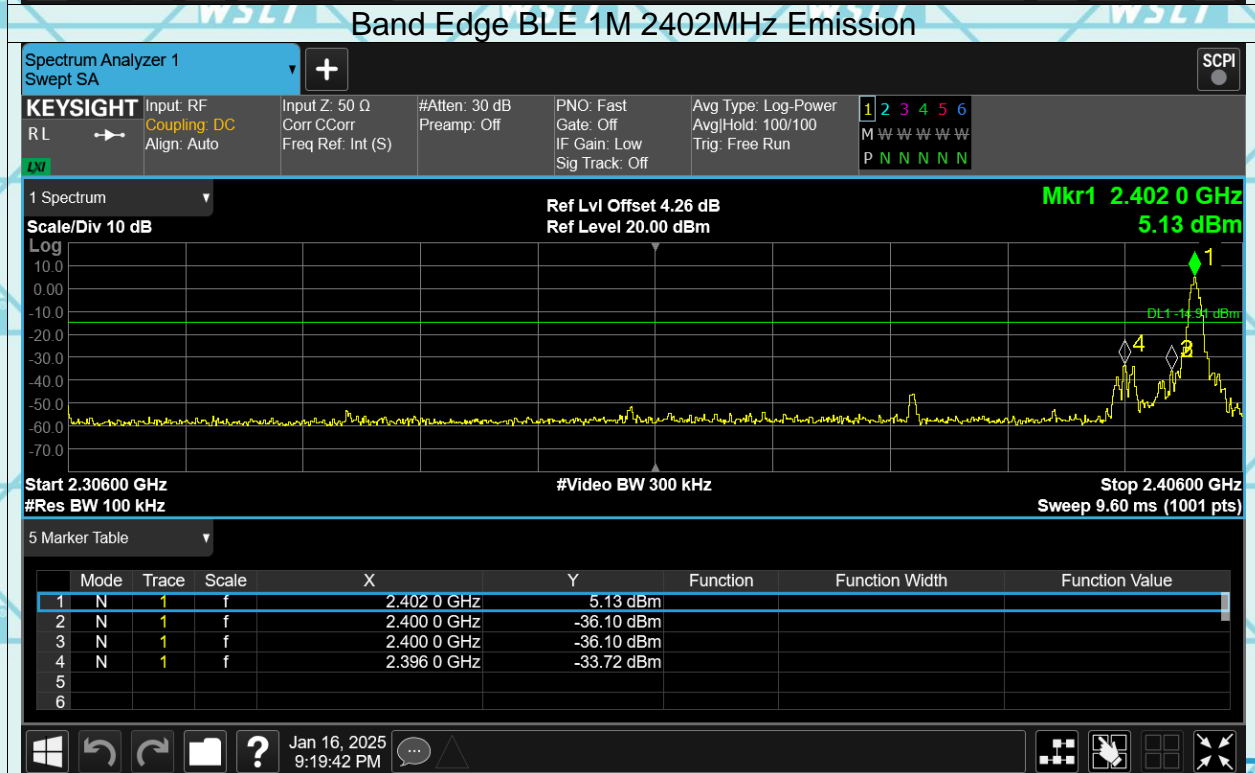 WSLT WSLT WSLT
Band Edge BLE 1M 2402MHz Emission
Spectrum Analyzer 1
Swept SA
+
SCPI
KEYSIGHT
RL
LXI
Input: RF
Coupling: DC
Align: Auto
Input Z: 50 Ω
Corr CCorr
Freq Ref: Int (S)
#Atten: 30 dB
Preamp: Off
PNO: Fast
Gate: Off
IF Gain: Low
Sig Track: Off
Avg Type: Log-Power
Avg|Hold: 100/100
Trig: Free Run
1 2 3 4 5 6
M W W W W W W
P N N N N N
1 Spectrum
Scale/Div 10 dB
Ref Lvl Offset 4.26 dB
Ref Level 20.00 dBm
Mkr1 2.402 0 GHz
5.13 dBm
Log
10.0
0.00
-10.0
-20.0
-30.0
-40.0
-50.0
-60.0
-70.0
1
DL1 -14.91 dBm
4
Start 2.30600 GHz
#Video BW 300 kHz
Stop 2.40600 GHz
#Res BW 100 kHz
Sweep 9.60 ms (1001 pts)
5 Marker Table
Mode Trace Scale X Y Function Function Width Function Value
1 N 1 f 2.402 0 GHz 5.13 dBm
2 N 1 f 2.400 0 GHz -36.10 dBm
3 N 1 f 2.400 0 GHz -36.10 dBm
4 N 1 f 2.396 0 GHz -33.72 dBm
5
6
?
Jan 16, 2025
9:19:42 PM